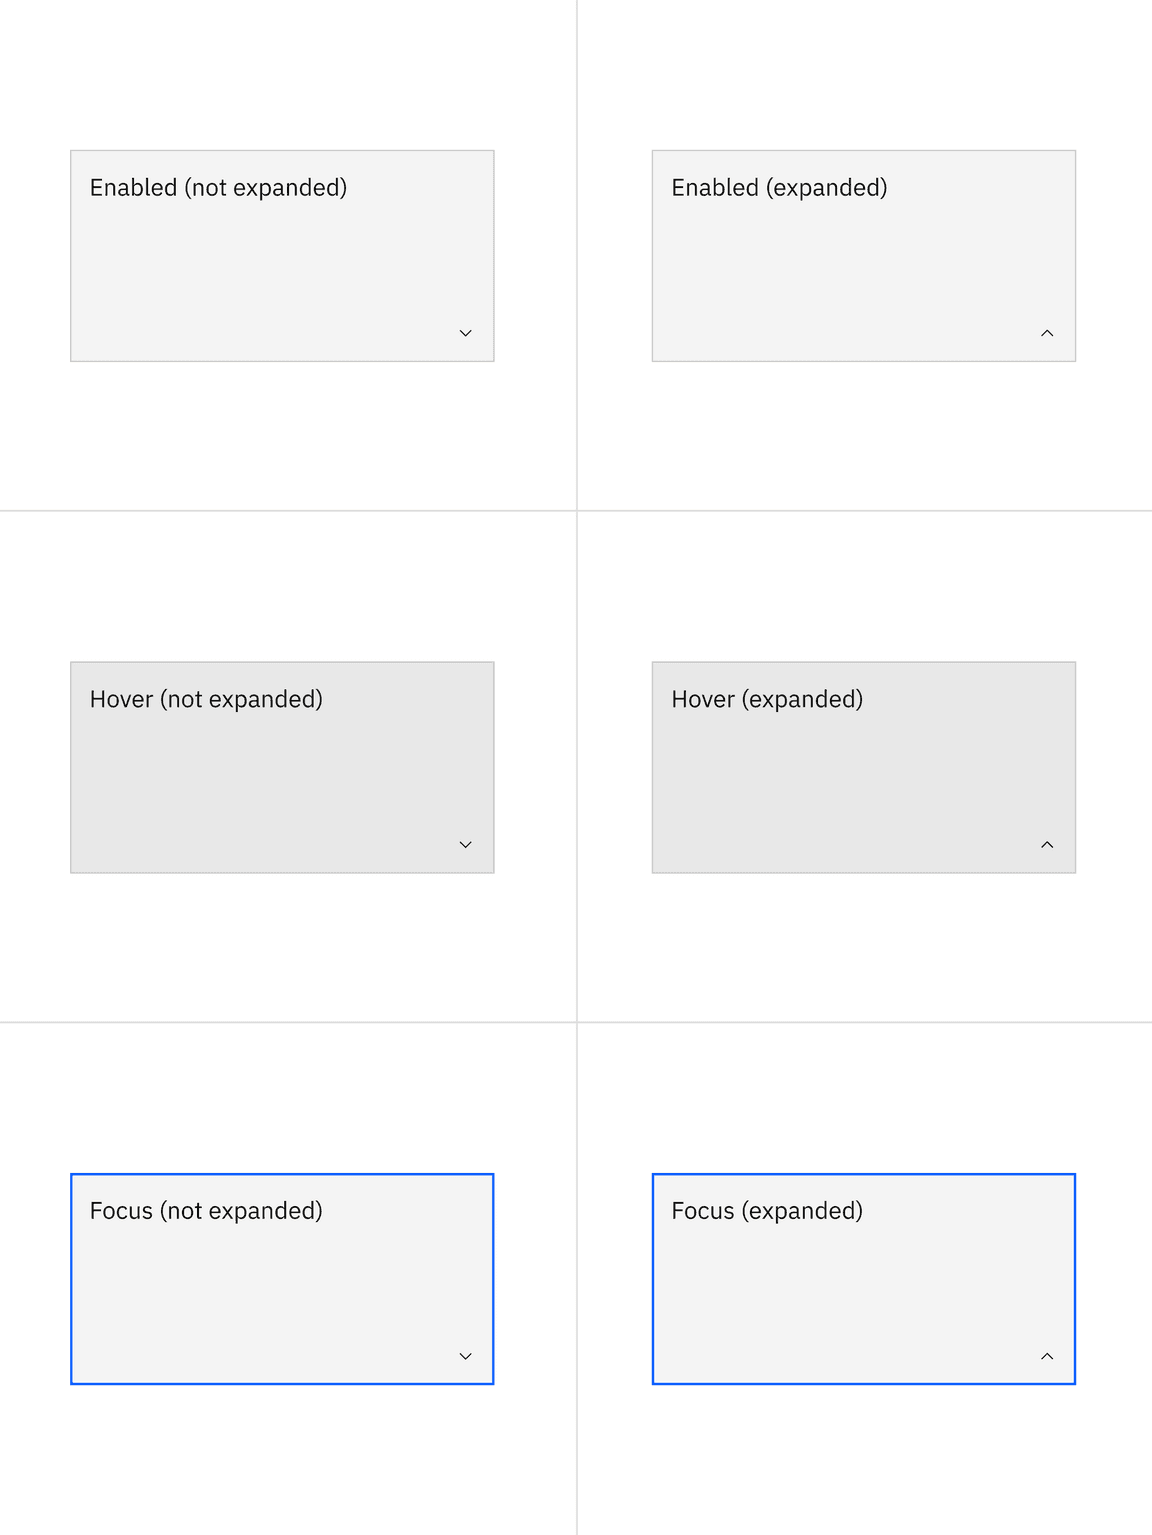 Enabled (not expanded)
Enabled (expanded)
Hover (not expanded)
Hover (expanded)
Focus (not expanded)
Focus (expanded)